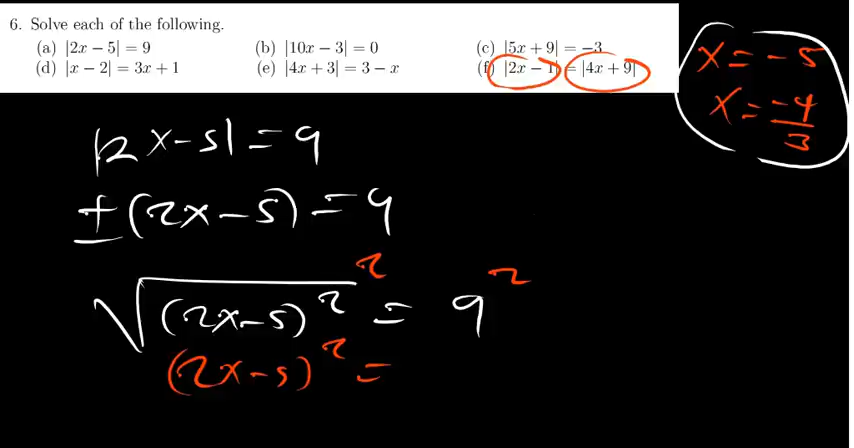 6. Solve each of the following.
(a) |2x − 5| = 9 (b) |10x − 3| = 0 (c) |5x + 9| = −3
(d) |x − 2| = 3x + 1 (e) |4x + 3| = 3 − x (f) |2x − 1| = |4x + 9|
x = −5
x = −4/3
|2x−5| = 9
±(2x−5) = 9
√(2x−5)²² = 9²
(2x−5)² =